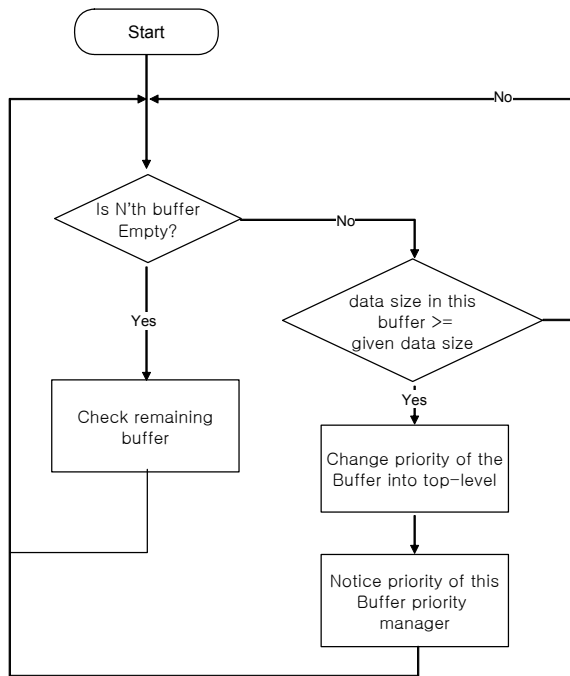 Start
No
Is N'th buffer
Empty?
No
data size in this
buffer >=
given data size
Yes
Yes
Check remaining
buffer
Change priority of the
Buffer into top-level
Notice priority of this
Buffer priority
manager